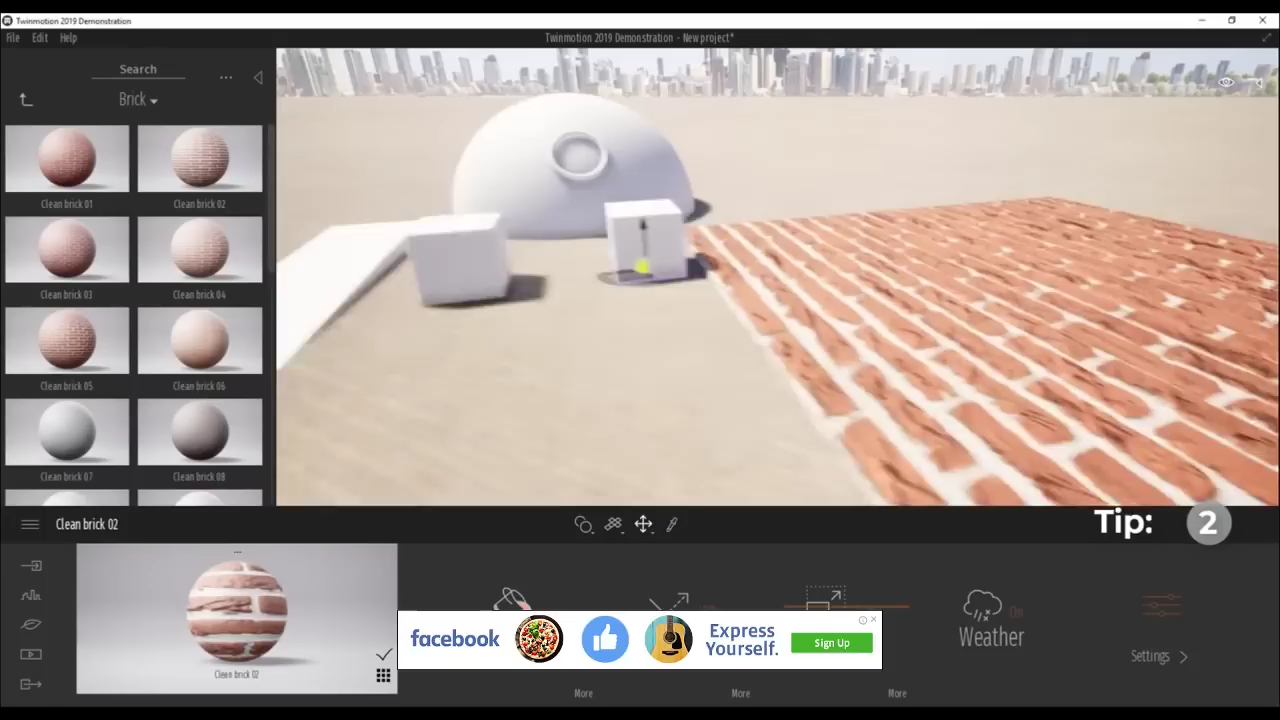 Twinmotion 2019 Demonstration
File Edit Help
Twinmotion 2019 Demonstration - New project*
Search
Brick
Clean brick 01
Clean brick 02
Clean brick 03
Clean brick 04
Clean brick 05
Clean brick 06
Clean brick 07
Clean brick 08
Clean brick 02
Tip: 2
Clean brick 02
facebook
Express
Yourself.
Sign Up
On
Weather
Settings
More
More
More